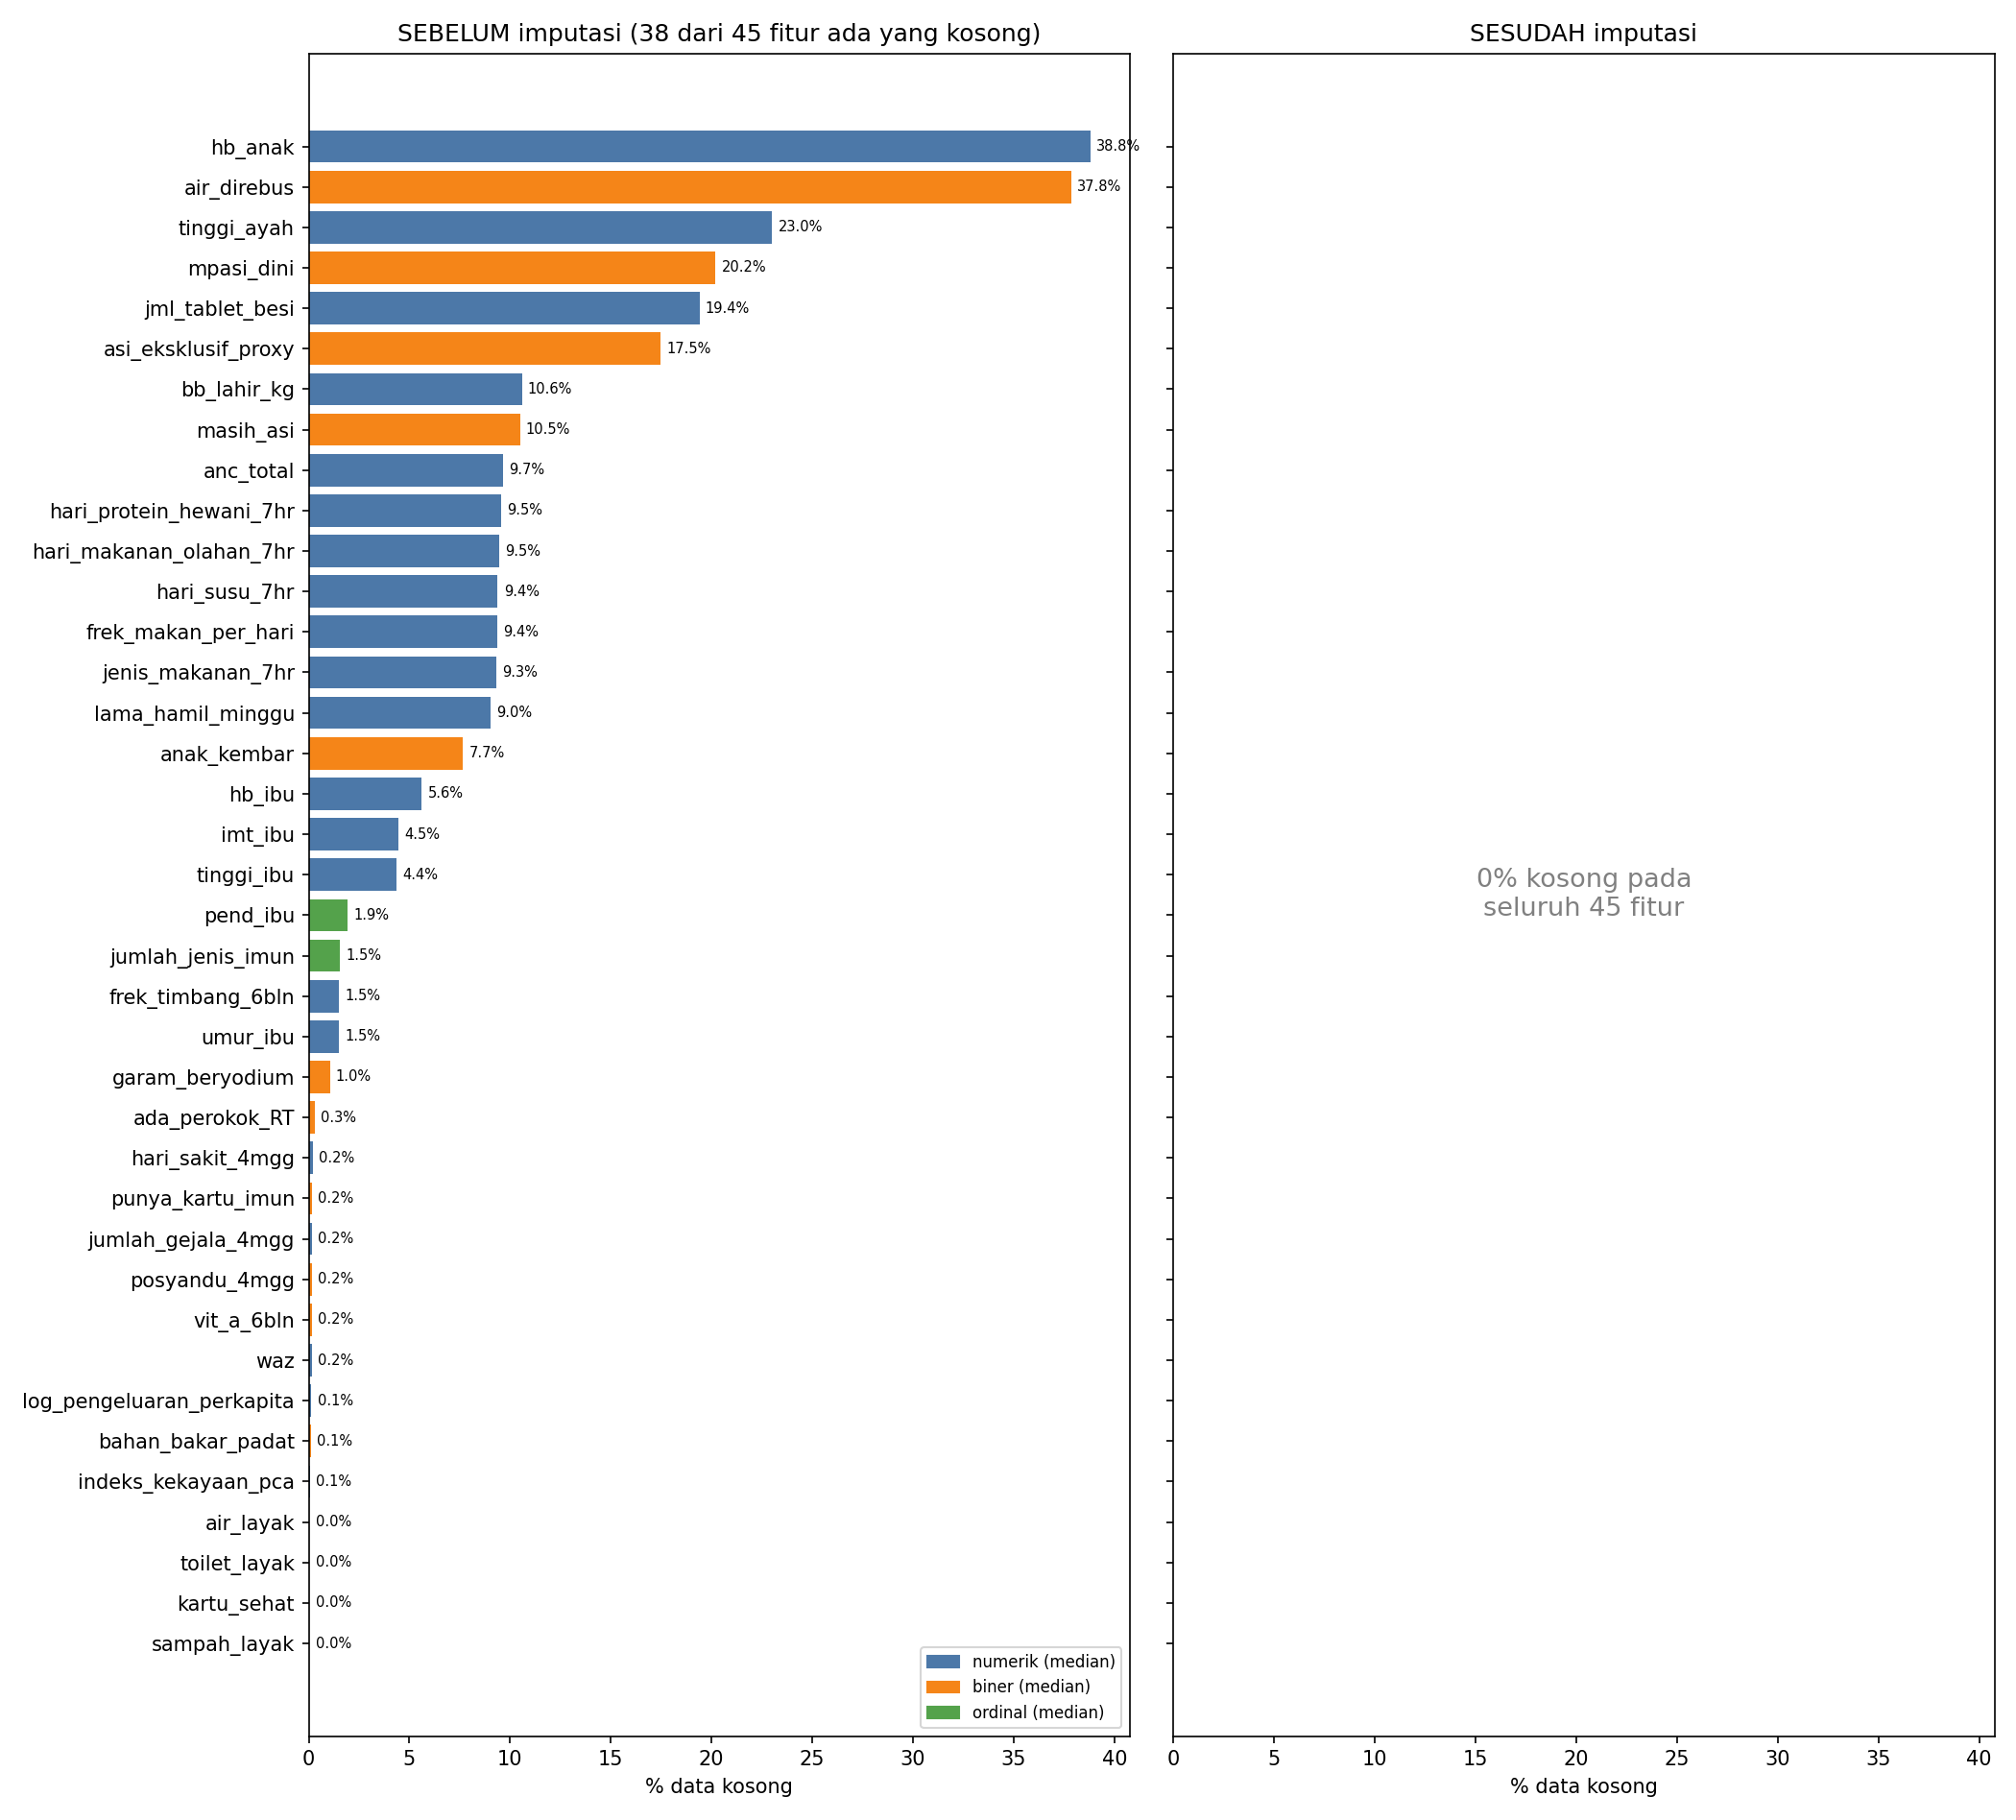 SEBELUM imputasi (38 dari 45 fitur ada yang kosong)
hb_anak 38.8%
air_direbus 37.8%
tinggi_ayah 23.0%
mpasi_dini 20.2%
jml_tablet_besi 19.4%
asi_eksklusif_proxy 17.5%
bb_lahir_kg 10.6%
masih_asi 10.5%
anc_total 9.7%
hari_protein_hewani_7hr 9.5%
hari_makanan_olahan_7hr 9.5%
hari_susu_7hr 9.4%
frek_makan_per_hari 9.4%
jenis_makanan_7hr 9.3%
lama_hamil_minggu 9.0%
anak_kembar 7.7%
hb_ibu 5.6%
imt_ibu 4.5%
tinggi_ibu 4.4%
pend_ibu 1.9%
jumlah_jenis_imun 1.5%
frek_timbang_6bln 1.5%
umur_ibu 1.5%
garam_beryodium 1.0%
ada_perokok_RT 0.3%
hari_sakit_4mgg 0.2%
punya_kartu_imun 0.2%
jumlah_gejala_4mgg 0.2%
posyandu_4mgg 0.2%
vit_a_6bln 0.2%
waz 0.2%
log_pengeluaran_perkapita 0.1%
bahan_bakar_padat 0.1%
indeks_kekayaan_pca 0.1%
air_layak 0.0%
toilet_layak 0.0%
kartu_sehat 0.0%
sampah_layak 0.0%
numerik (median)
biner (median)
ordinal (median)
0 5 10 15 20 25 30 35 40
% data kosong
SESUDAH imputasi
0% kosong pada
seluruh 45 fitur
0 5 10 15 20 25 30 35 40
% data kosong